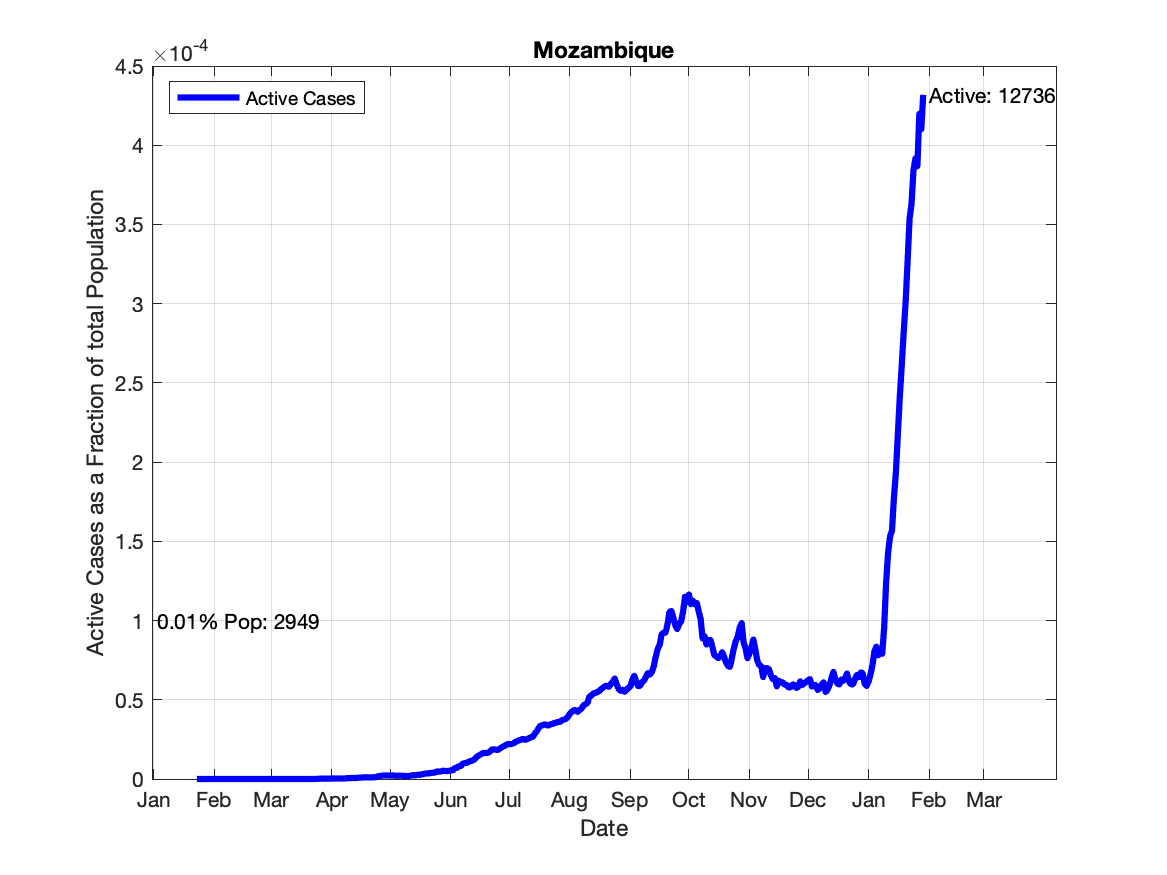 Mozambique
×10-4
4.5
4
3.5
3
2.5
2
1.5
1
0.5
0
Active Cases as a Fraction of total Population
Active Cases
Active: 12736
0.01% Pop: 2949
Jan Feb Mar Apr May Jun Jul Aug Sep Oct Nov Dec Jan Feb Mar
Date